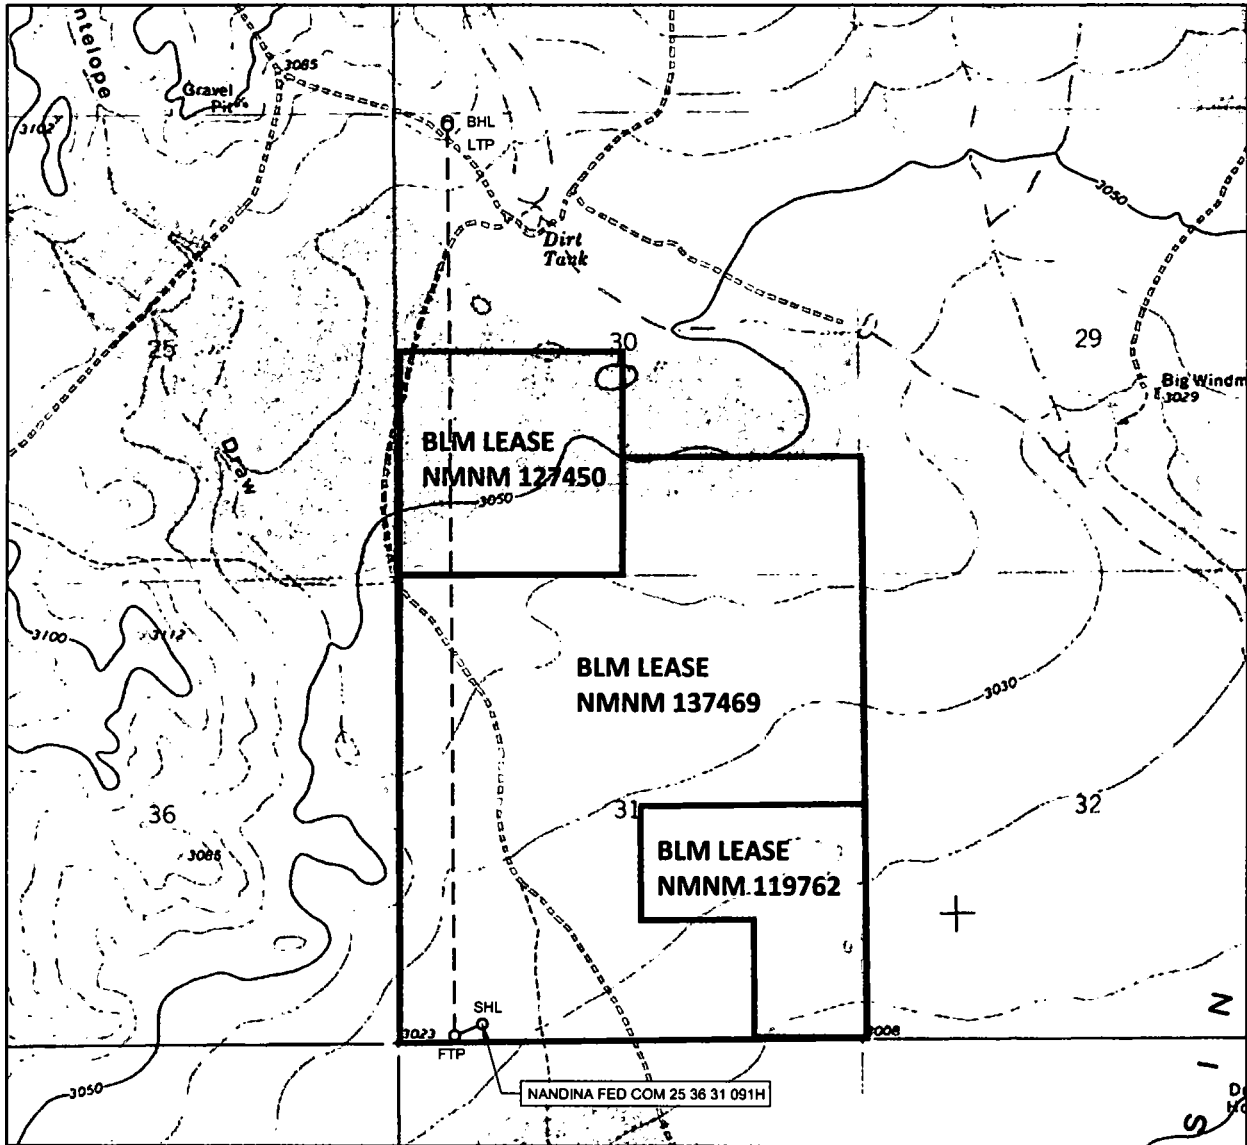 ntelope
3085
Gravel
Pit
3102
BHL
LTP
3050
Dirt
Tank
25
30
29
Big Windm
3029
BLM LEASE
NMNM 127450
Draw
3050
3100
3112
BLM LEASE
NMNM 137469
3030
36
31
32
BLM LEASE
NMNM 119762
3085
SHL
3023
3008
FTP
NANDINA FED COM 25 36 31 091H
3050
S I N